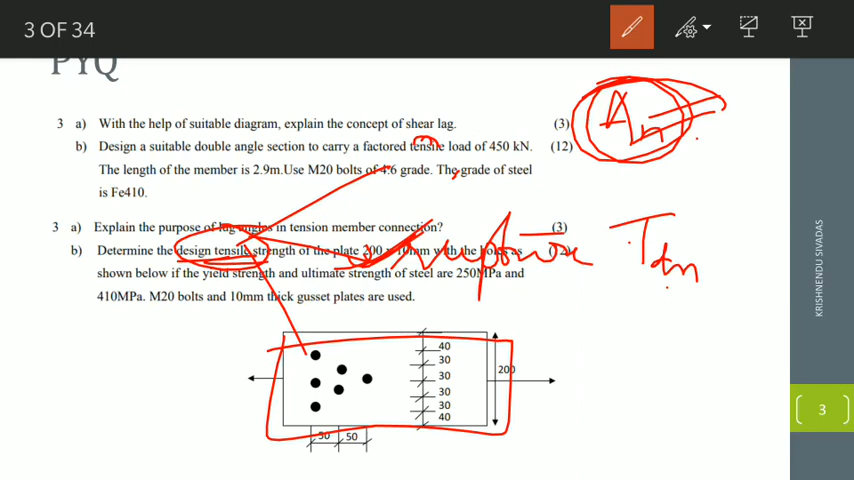 3 OF 34
PYQ
3 a) With the help of suitable diagram, explain the concept of shear lag. (3)
b) Design a suitable double angle section to carry a factored tensile load of 450 kN. (12)
The length of the member is 2.9m.Use M20 bolts of 4.6 grade. The grade of steel
is Fe410.
3 a) Explain the purpose of lug angles in tension member connection? (3)
b) Determine the design tensile strength of the plate 200 x 10mm with the holes as (12)
shown below if the yield strength and ultimate strength of steel are 250MPa and
410MPa. M20 bolts and 10mm thick gusset plates are used.
An
Rupture Tdn
40
30
30
30
30
40
200
50 50
KRISHNENDU SIVADAS
3